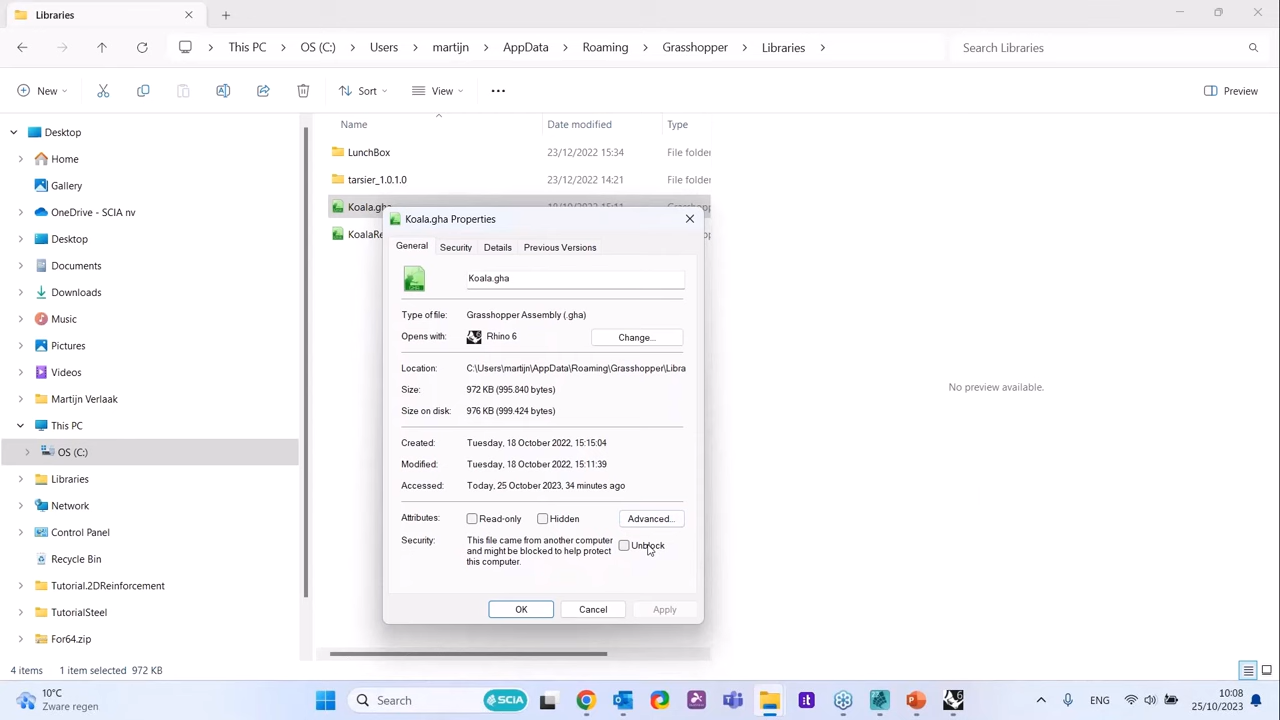 Libraries
This PC
OS (C:)
Users
martijn
AppData
Roaming
Grasshopper
Libraries
Search Libraries
New
Sort
View
Preview
Desktop
Home
Gallery
OneDrive - SCIA nv
Desktop
Documents
Downloads
Music
Pictures
Videos
Martijn Verlaak
This PC
OS (C:)
Libraries
Network
Control Panel
Recycle Bin
Tutorial.2DReinforcement
TutorialSteel
For64.zip
Name Date modified Type
LunchBox 23/12/2022 15:34 File folder
tarsier_1.0.1.0 23/12/2022 14:21 File folder
Koala.gha
KoalaRe
Koala.gha Properties
General Security Details Previous Versions
Koala.gha
Type of file: Grasshopper Assembly (.gha)
Opens with: Rhino 6 Change...
Location: C:\Users\martijn\AppData\Roaming\Grasshopper\Libra
Size: 972 KB (995.840 bytes)
Size on disk: 976 KB (999.424 bytes)
Created: Tuesday, 18 October 2022, 15:15:04
Modified: Tuesday, 18 October 2022, 15:11:39
Accessed: Today, 25 October 2023, 34 minutes ago
Attributes: Read-only Hidden Advanced...
Security: This file came from another computer
and might be blocked to help protect
this computer.
Unblock
OK Cancel Apply
No preview available.
4 items 1 item selected 972 KB
10°C
Zware regen
Search
SCIA
ENG
10:08
25/10/2023